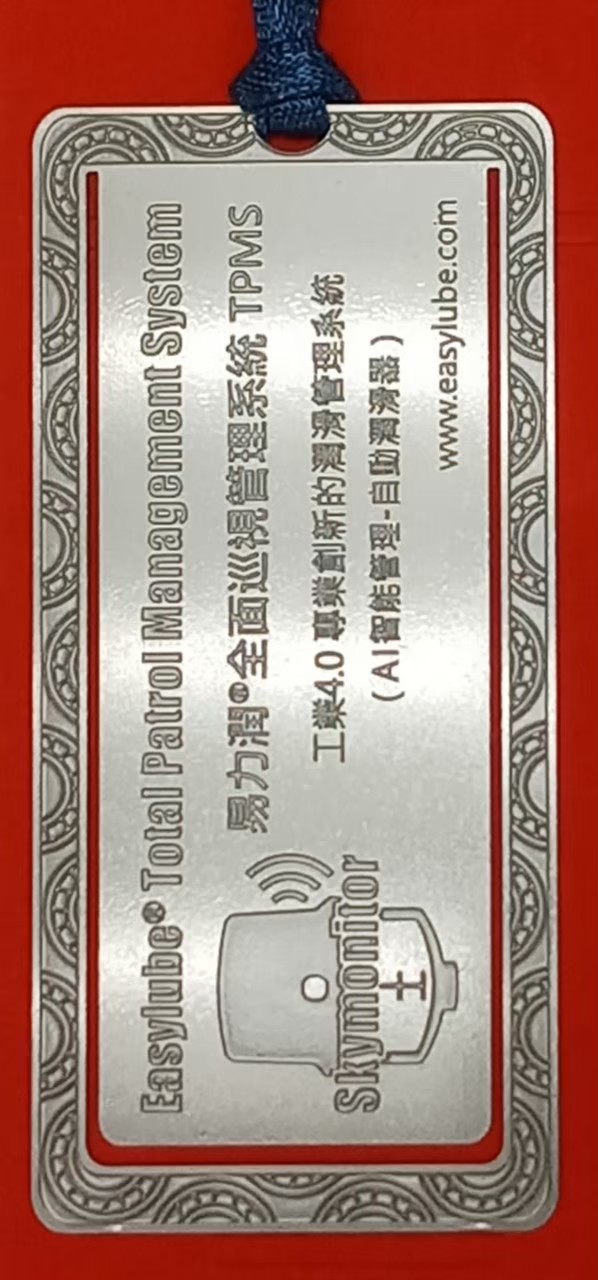 Easylube® Total Patrol Management System
易力潤®全面巡視管理系統 TPMS
工業4.0 專業創新的潤滑管理系統
( AI智能管理-自動潤滑器 )
www.easylube.com
Skymonitor